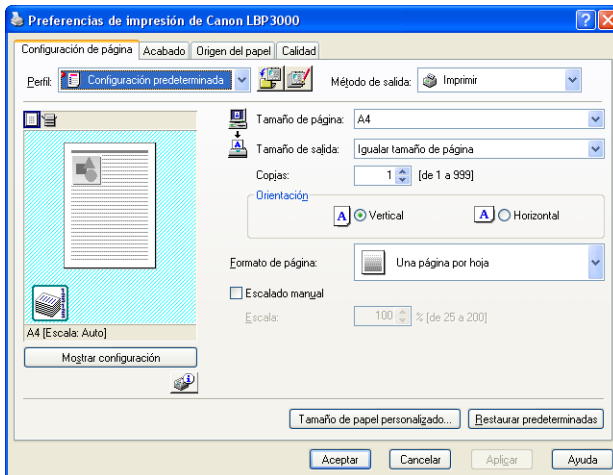 Preferencias de impresión de Canon LBP3000
Configuración de página Acabado Origen del papel Calidad
Perfil: Configuración predeterminada Método de salida: Imprimir
Tamaño de página: A4
Tamaño de salida: Igualar tamaño de página
Copias: 1 [de 1 a 999]
Orientación
A Vertical A Horizontal
Formato de página: Una página por hoja
Escalado manual
Escala: 100 % [de 25 a 200]
A4 [Escala: Auto]
Mostrar configuración
Tamaño de papel personalizado... Restaurar predeterminadas
Aceptar Cancelar Aplicar Ayuda